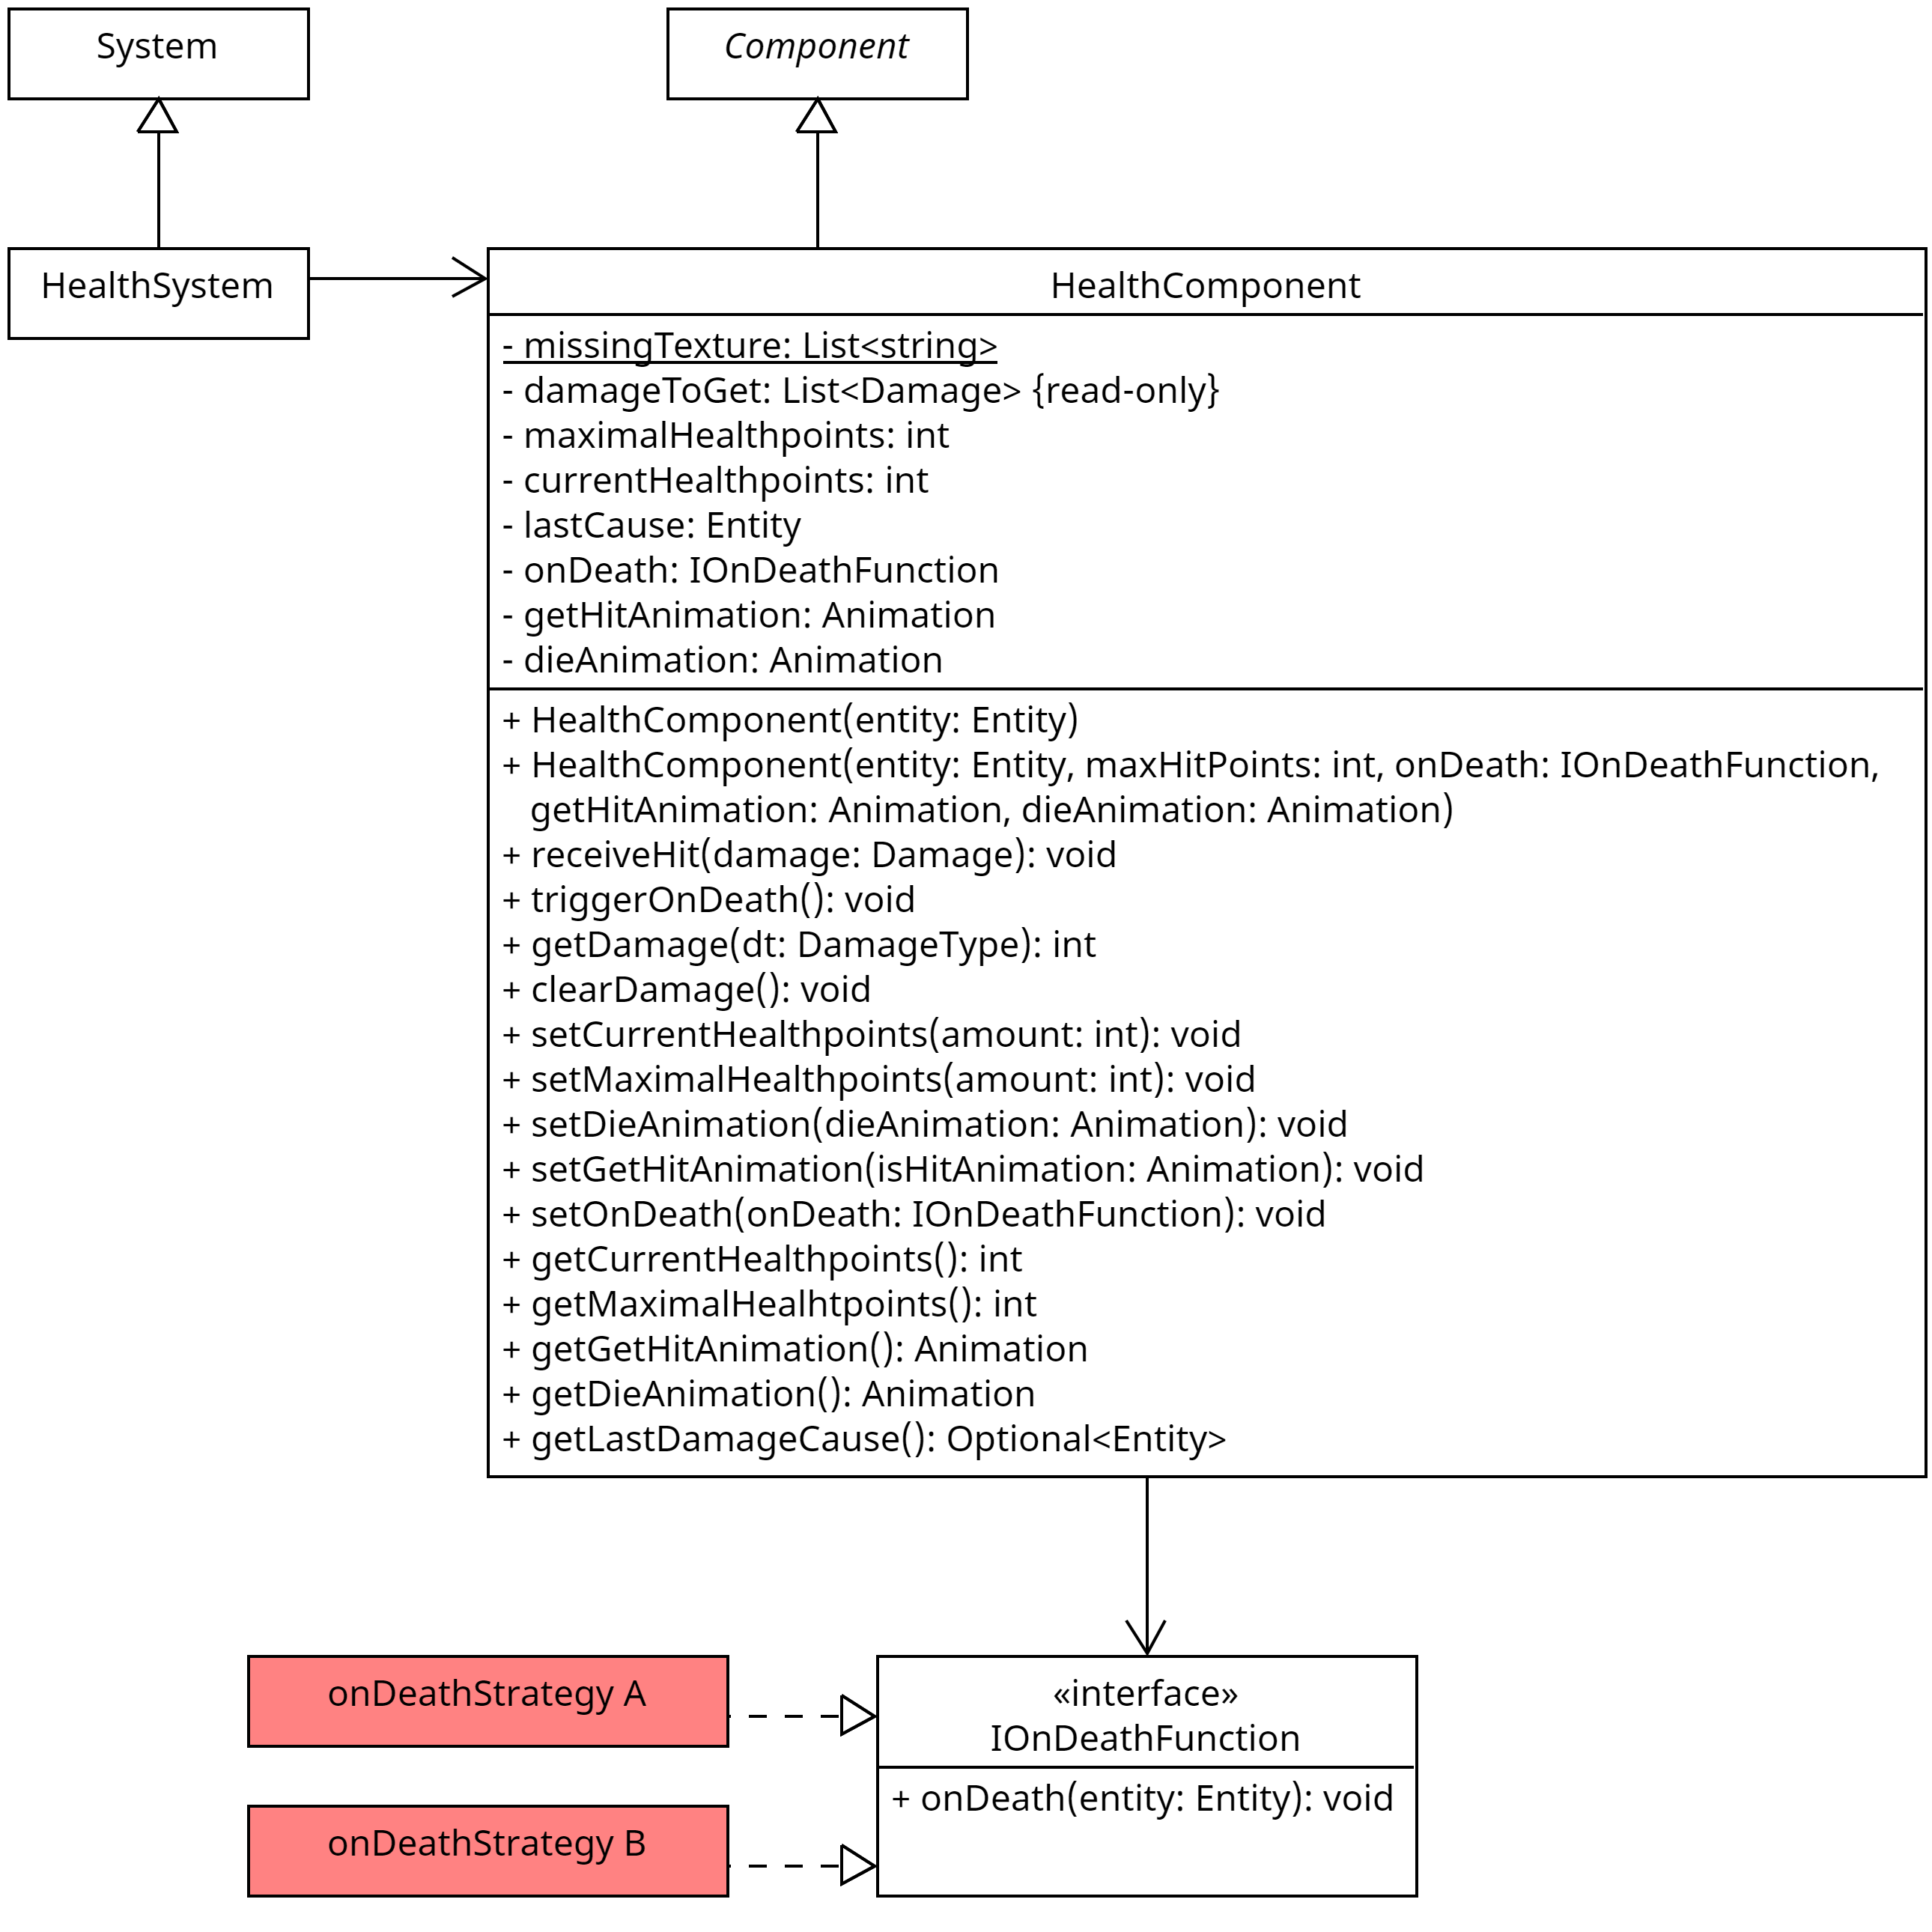 System
Component
HealthSystem
HealthComponent
- missingTexture: List<string>
- damageToGet: List<Damage> {read-only}
- maximalHealthpoints: int
- currentHealthpoints: int
- lastCause: Entity
- onDeath: IOnDeathFunction
- getHitAnimation: Animation
- dieAnimation: Animation
+ HealthComponent(entity: Entity)
+ HealthComponent(entity: Entity, maxHitPoints: int, onDeath: IOnDeathFunction,
getHitAnimation: Animation, dieAnimation: Animation)
+ receiveHit(damage: Damage): void
+ triggerOnDeath(): void
+ getDamage(dt: DamageType): int
+ clearDamage(): void
+ setCurrentHealthpoints(amount: int): void
+ setMaximalHealthpoints(amount: int): void
+ setDieAnimation(dieAnimation: Animation): void
+ setGetHitAnimation(isHitAnimation: Animation): void
+ setOnDeath(onDeath: IOnDeathFunction): void
+ getCurrentHealthpoints(): int
+ getMaximalHealhtpoints(): int
+ getGetHitAnimation(): Animation
+ getDieAnimation(): Animation
+ getLastDamageCause(): Optional<Entity>
onDeathStrategy A
«interface»
IOnDeathFunction
+ onDeath(entity: Entity): void
onDeathStrategy B